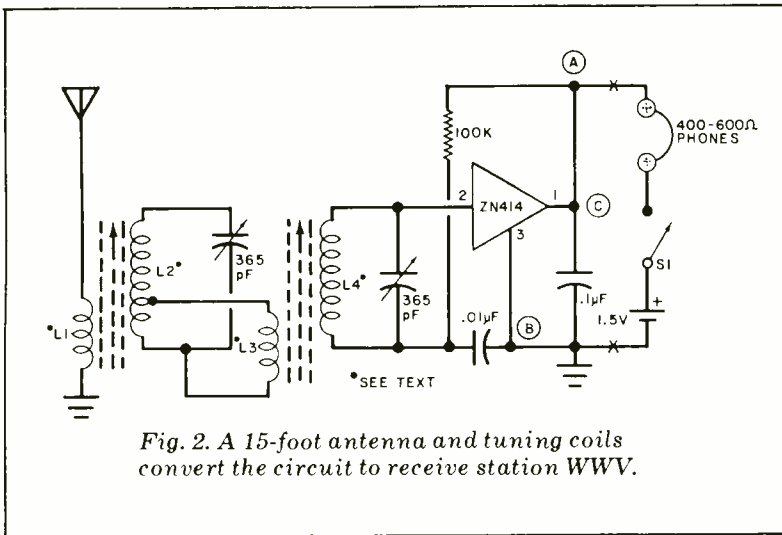 A
400-600Ω
PHONES
100K
2
ZN414
1
C
3
S1
L2•
365
pF
L4•
365
pF
.1µF
+
1.5V
.01µF
B
•L1
•L3
•SEE TEXT
Fig. 2. A 15-foot antenna and tuning coils
convert the circuit to receive station WWV.